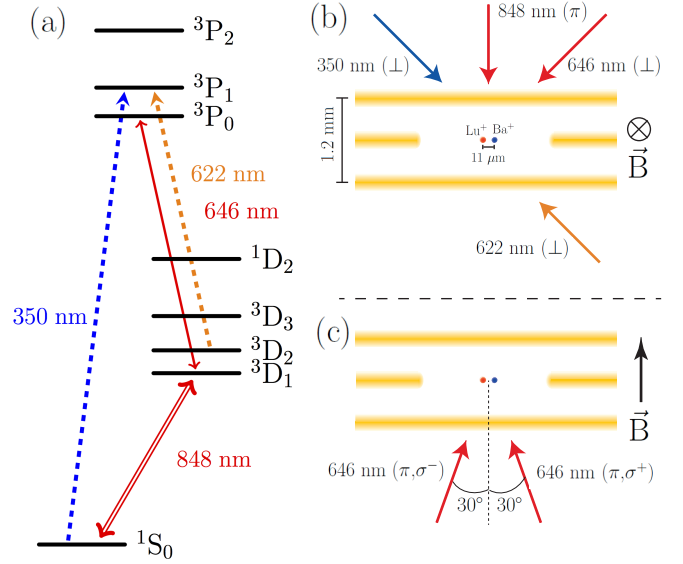 (a)
³P₂
³P₁
³P₀
622 nm
646 nm
¹D₂
350 nm
³D₃
³D₂
³D₁
848 nm
¹S₀
(b)
848 nm (π)
350 nm (⊥)
646 nm (⊥)
1.2 mm
Lu⁺ Ba⁺
11 μm
B⃗
622 nm (⊥)
(c)
B⃗
646 nm (π,σ⁻)
646 nm (π,σ⁺)
30° 30°